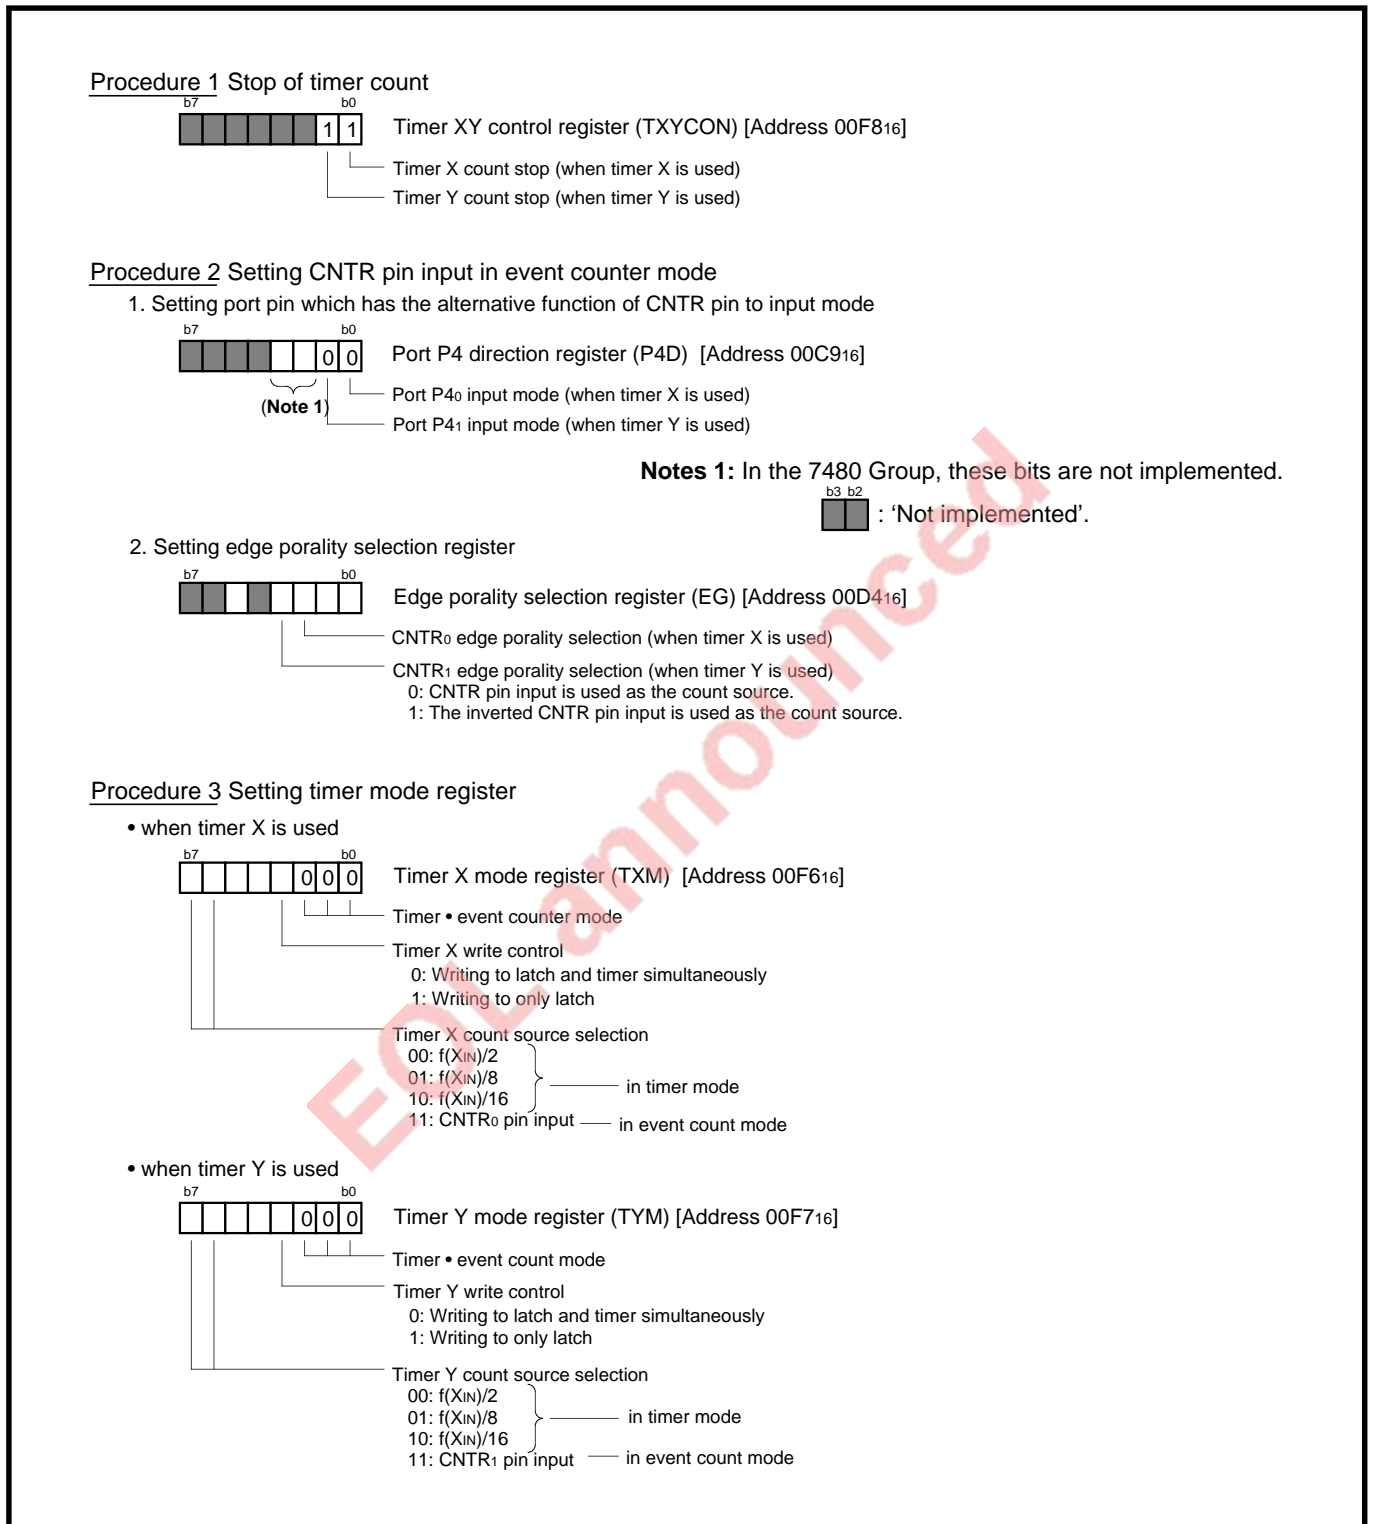 Procedure 1 Stop of timer count
b7 b0
1 1 Timer XY control register (TXYCON) [Address 00F816]
Timer X count stop (when timer X is used)
Timer Y count stop (when timer Y is used)
Procedure 2 Setting CNTR pin input in event counter mode
1. Setting port pin which has the alternative function of CNTR pin to input mode
b7 b0
0 0 Port P4 direction register (P4D) [Address 00C916]
Port P40 input mode (when timer X is used)
(Note 1)
Port P41 input mode (when timer Y is used)
Notes 1: In the 7480 Group, these bits are not implemented.
b3 b2
: ‘Not implemented’.
2. Setting edge porality selection register
b7 b0
Edge porality selection register (EG) [Address 00D416]
CNTR0 edge porality selection (when timer X is used)
CNTR1 edge porality selection (when timer Y is used)
0: CNTR pin input is used as the count source.
1: The inverted CNTR pin input is used as the count source.
Procedure 3 Setting timer mode register
• when timer X is used
b7 b0
0 0 0 Timer X mode register (TXM) [Address 00F616]
Timer • event counter mode
Timer X write control
0: Writing to latch and timer simultaneously
1: Writing to only latch
Timer X count source selection
00: f(XIN)/2
01: f(XIN)/8 in timer mode
10: f(XIN)/16
11: CNTR0 pin input in event count mode
• when timer Y is used
b7 b0
0 0 0 Timer Y mode register (TYM) [Address 00F716]
Timer • event count mode
Timer Y write control
0: Writing to latch and timer simultaneously
1: Writing to only latch
Timer Y count source selection
00: f(XIN)/2
01: f(XIN)/8 in timer mode
10: f(XIN)/16
11: CNTR1 pin input in event count mode
EOL announced